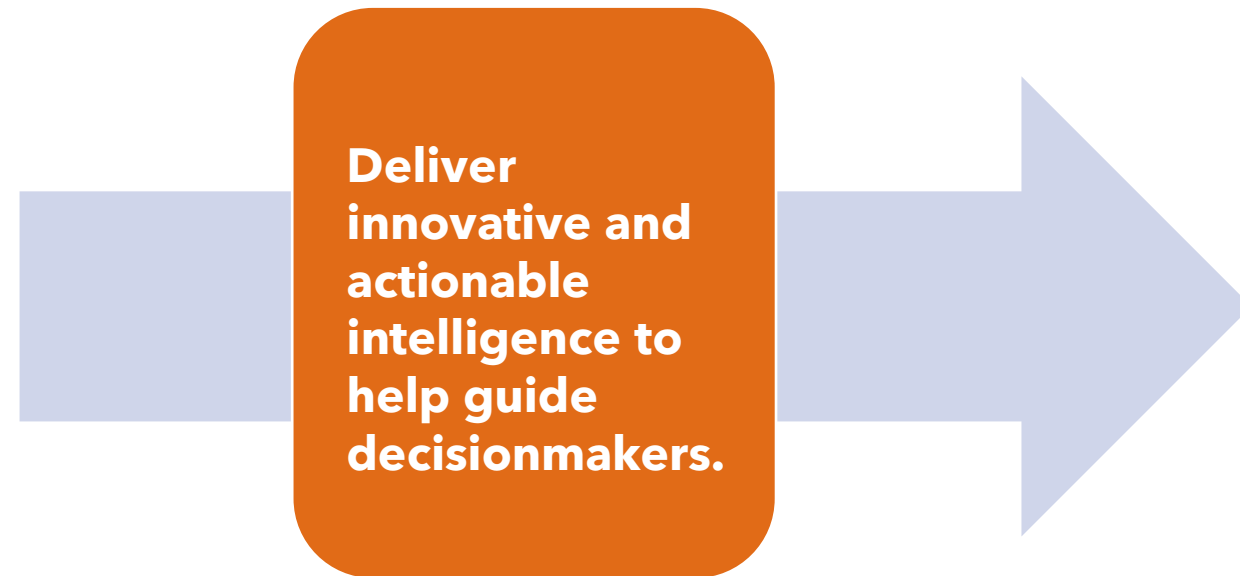 Deliver
innovative and
actionable
intelligence to
help guide
decisionmakers.